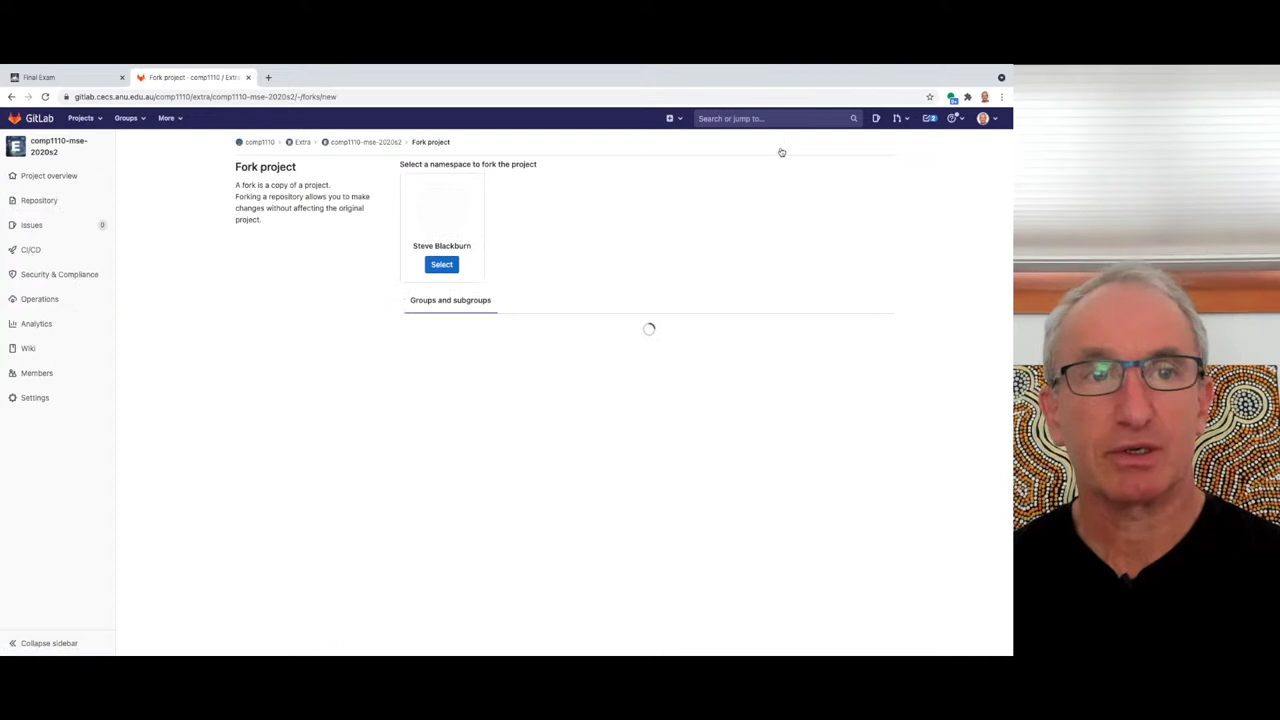 Final Exam
Fork project · comp1110 / Extra
gitlab.cecs.anu.edu.au/comp1110/extra/comp1110-mse-2020s2/-/forks/new
GitLab Projects Groups More Search or jump to... 2
comp1110-mse-2020s2
Project overview
Repository
Issues 0
CI/CD
Security & Compliance
Operations
Analytics
Wiki
Members
Settings
Collapse sidebar
comp1110 > Extra > comp1110-mse-2020s2 > Fork project
Fork project
A fork is a copy of a project.
Forking a repository allows you to make
changes without affecting the original
project.
Select a namespace to fork the project
Steve Blackburn
Select
Groups and subgroups